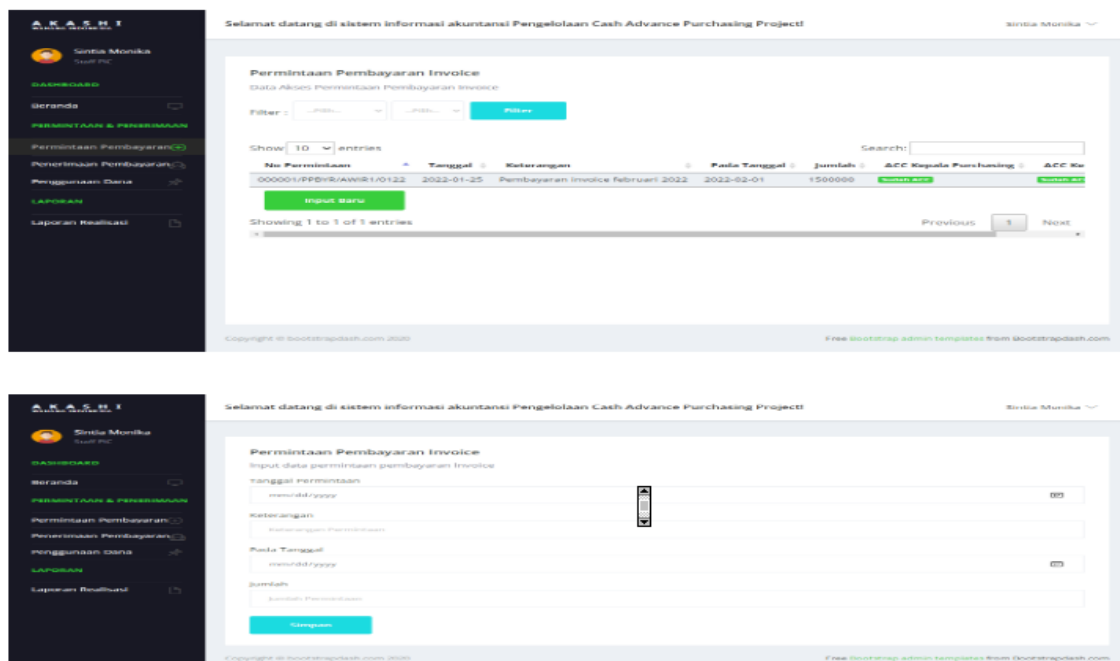 A K A S H I
Selamat datang di sistem informasi akuntansi Pengelolaan Cash Advance Purchasing Project!
Sintia Monika
Sintia Monika
Staff PIC
DASHBOARD
Beranda
PERMINTAAN & PENERIMAAN
Permintaan Pembayaran
Penerimaan Pembayaran
Penggunaan Dana
LAPORAN
Laporan Realisasi
Permintaan Pembayaran Invoice
Data Akses Permintaan Pembayaran Invoice
Filter : ...Pilih... ...Pilih... Filter
Show 10 entries Search:
No Permintaan Tanggal Keterangan Pada Tanggal Jumlah ACC Kepala Purchasing ACC Ke
000001/PPBYR/AWIR1/0122 2022-01-25 Pembayaran Invoice Februari 2022 2022-02-01 1500000 Sudah ACC Sudah AC
Input Baru
Showing 1 to 1 of 1 entries Previous 1 Next
Copyright © bootstrapdash.com 2020 Free Bootstrap admin templates from Bootstrapdash.com
A K A S H I
Selamat datang di sistem informasi akuntansi Pengelolaan Cash Advance Purchasing Project!
Sintia Monika
Sintia Monika
Staff PIC
DASHBOARD
Beranda
PERMINTAAN & PENERIMAAN
Permintaan Pembayaran
Penerimaan Pembayaran
Penggunaan Dana
LAPORAN
Laporan Realisasi
Permintaan Pembayaran Invoice
Input data permintaan pembayaran Invoice
Tanggal Permintaan
mm/dd/yyyy
Keterangan
Keterangan Permintaan
Pada Tanggal
mm/dd/yyyy
Jumlah
Jumlah Permintaan
Simpan
Copyright © bootstrapdash.com 2020 Free Bootstrap admin templates from Bootstrapdash.com